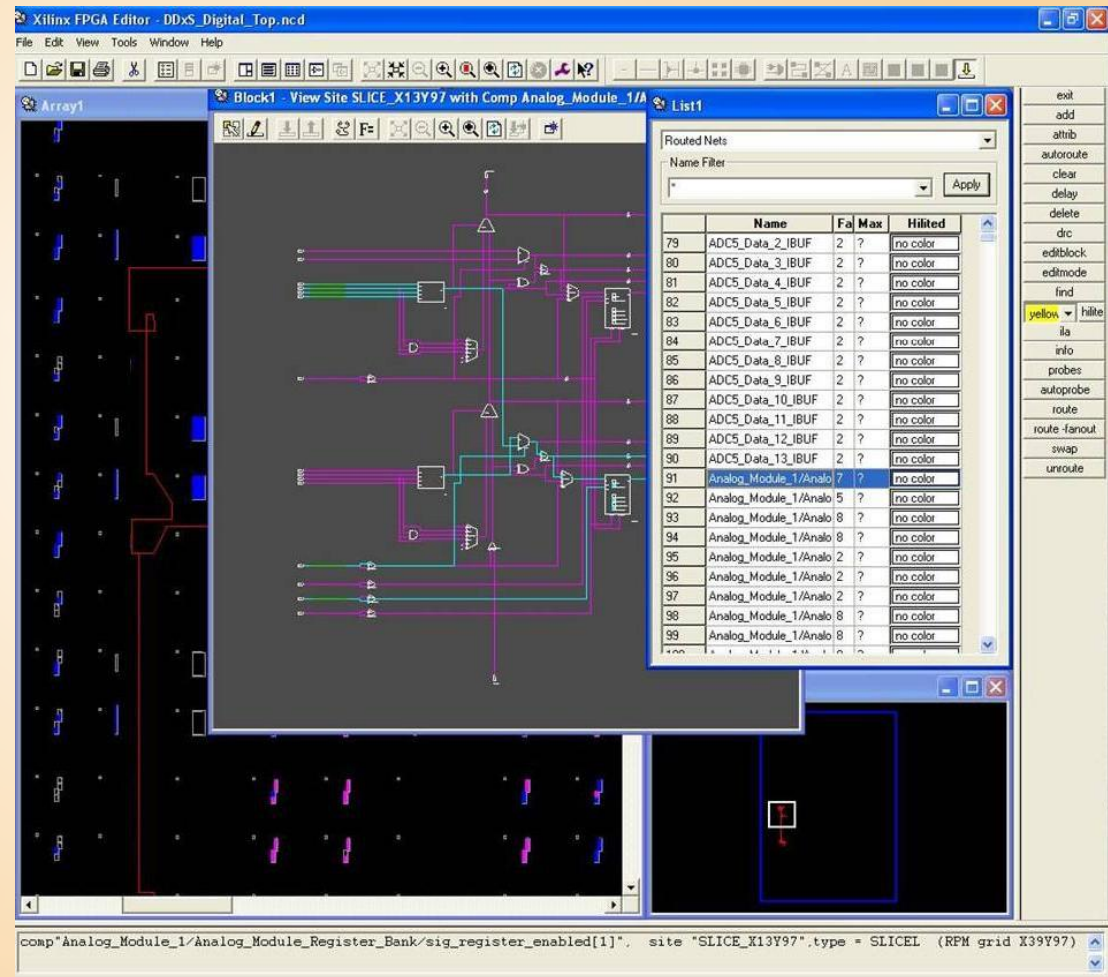 Xilinx FPGA Editor - DDxS_Digital_Top.ncd
File Edit View Tools Window Help
Array1
Block1 - View Site SLICE_X13Y97 with Comp Analog_Module_1/A
F=
List1
Routed Nets
Name Filter
*
Apply
Name Fa Max Hilited
79 ADC5_Data_2_IBUF 2 ? no color
80 ADC5_Data_3_IBUF 2 ? no color
81 ADC5_Data_4_IBUF 2 ? no color
82 ADC5_Data_5_IBUF 2 ? no color
83 ADC5_Data_6_IBUF 2 ? no color
84 ADC5_Data_7_IBUF 2 ? no color
85 ADC5_Data_8_IBUF 2 ? no color
86 ADC5_Data_9_IBUF 2 ? no color
87 ADC5_Data_10_IBUF 2 ? no color
88 ADC5_Data_11_IBUF 2 ? no color
89 ADC5_Data_12_IBUF 2 ? no color
90 ADC5_Data_13_IBUF 2 ? no color
91 Analog_Module_1/Analo 7 ? no color
92 Analog_Module_1/Analo 5 ? no color
93 Analog_Module_1/Analo 8 ? no color
94 Analog_Module_1/Analo 8 ? no color
95 Analog_Module_1/Analo 2 ? no color
96 Analog_Module_1/Analo 2 ? no color
97 Analog_Module_1/Analo 2 ? no color
98 Analog_Module_1/Analo 8 ? no color
99 Analog_Module_1/Analo 8 ? no color
exit
add
attrib
autoroute
clear
delay
delete
drc
editblock
editmode
find
yellow hilite
ila
info
probes
autoprobe
route
route -fanout
swap
unroute
comp"Analog_Module_1/Analog_Module_Register_Bank/sig_register_enabled[1]", site "SLICE_X13Y97",type = SLICEL (RPM grid X39Y97)